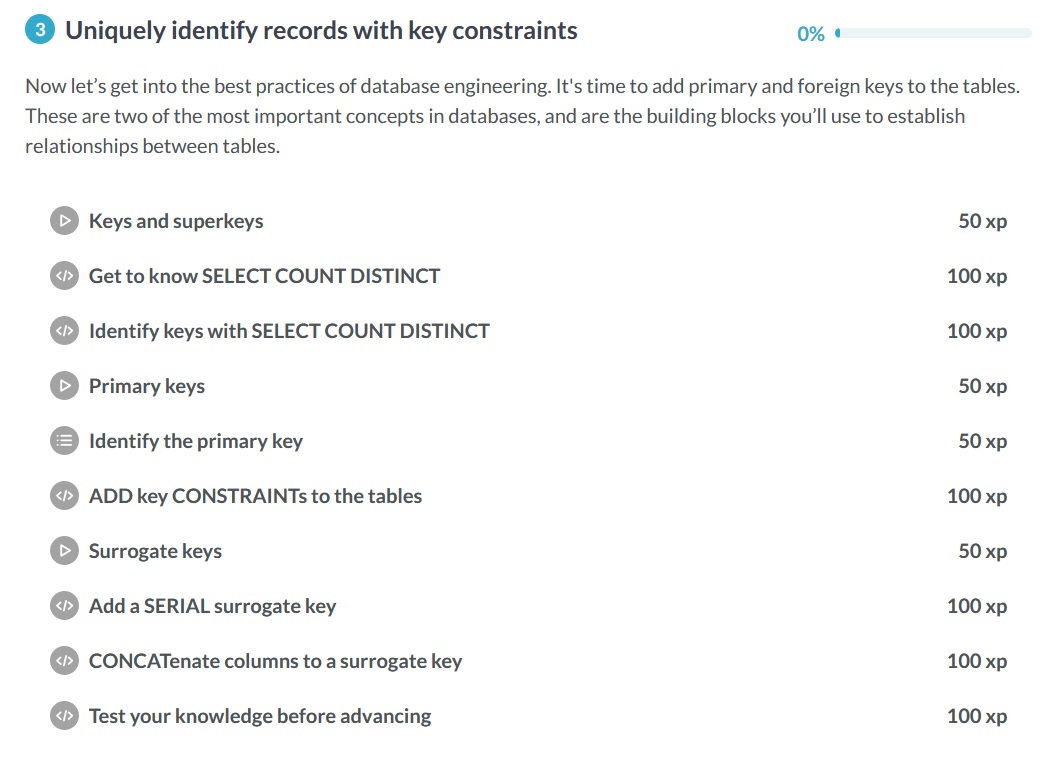 3 Uniquely identify records with key constraints 0%
Now let’s get into the best practices of database engineering. It's time to add primary and foreign keys to the tables.
These are two of the most important concepts in databases, and are the building blocks you’ll use to establish
relationships between tables.
Keys and superkeys 50 xp
</> Get to know SELECT COUNT DISTINCT 100 xp
</> Identify keys with SELECT COUNT DISTINCT 100 xp
Primary keys 50 xp
Identify the primary key 50 xp
</> ADD key CONSTRAINTs to the tables 100 xp
Surrogate keys 50 xp
</> Add a SERIAL surrogate key 100 xp
</> CONCATenate columns to a surrogate key 100 xp
</> Test your knowledge before advancing 100 xp